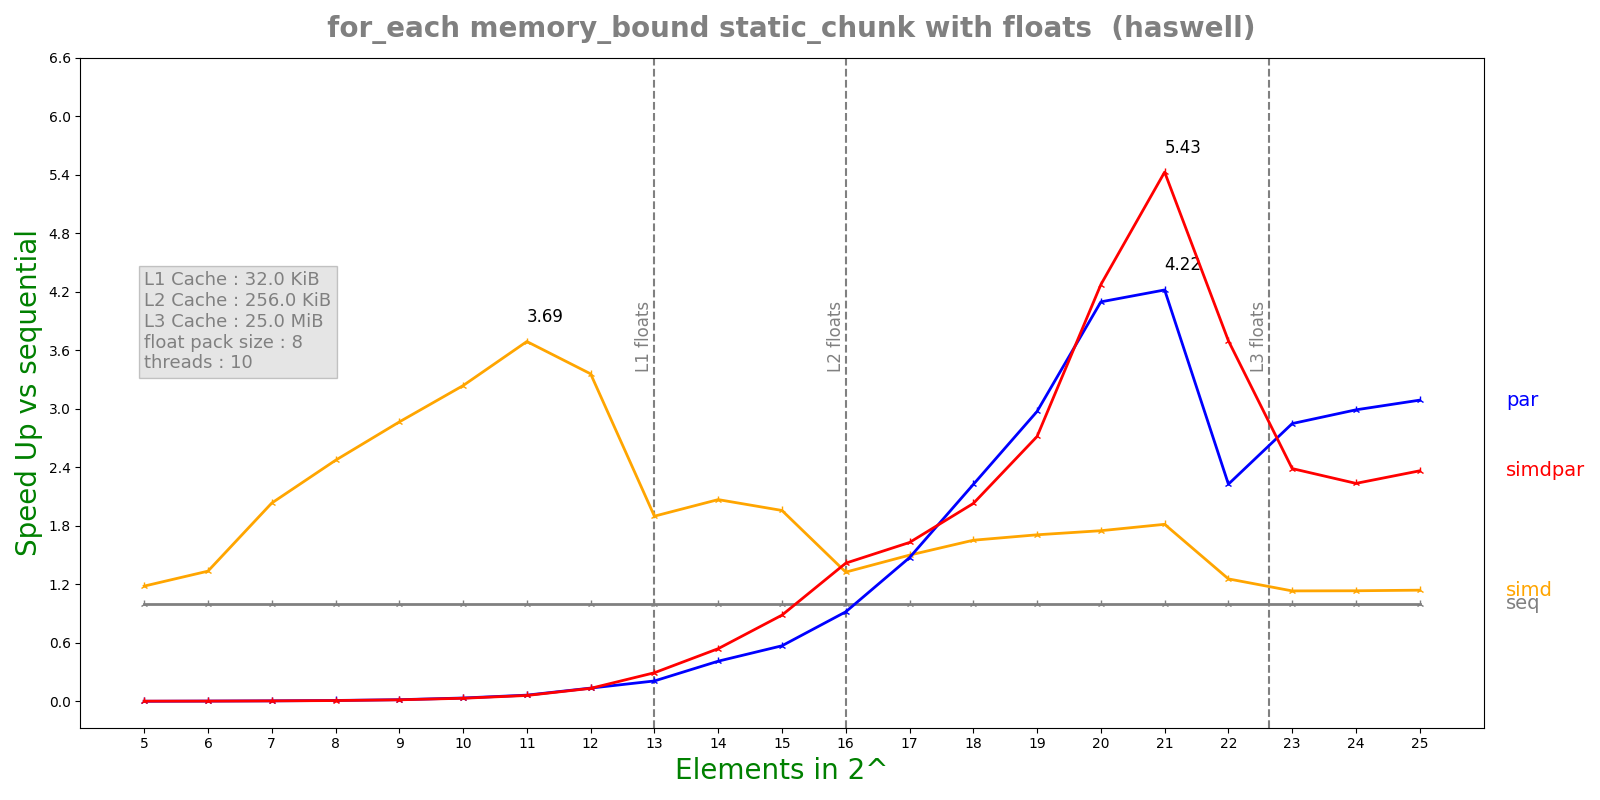 for_each memory_bound static_chunk with floats (haswell)
Speed Up vs sequential
6.6
6.0
5.4
4.8
4.2
3.6
3.0
2.4
1.8
1.2
0.6
0.0
L1 Cache : 32.0 KiB
L2 Cache : 256.0 KiB
L3 Cache : 25.0 MiB
float pack size : 8
threads : 10
3.69
5.43
4.22
L1 floats
L2 floats
L3 floats
par
simdpar
simd
seq
5 6 7 8 9 10 11 12 13 14 15 16 17 18 19 20 21 22 23 24 25
Elements in 2^